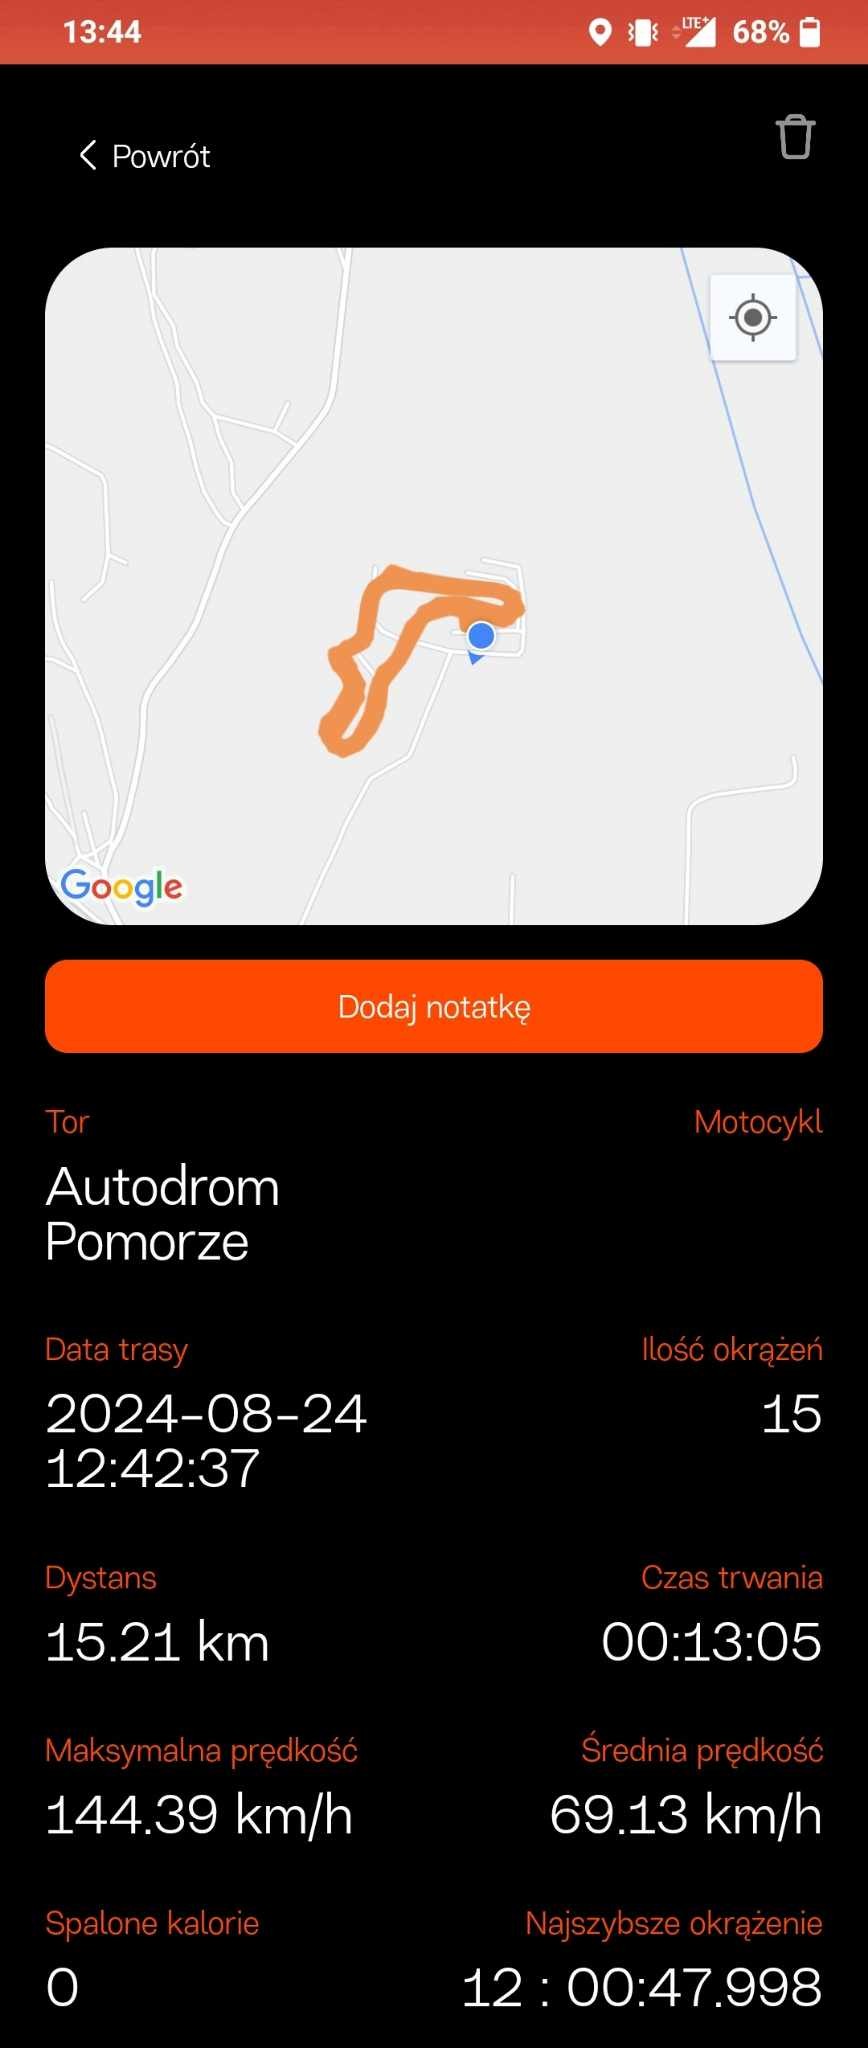 13:44
LTE+ 68%
Powrót
Google
Dodaj notatkę
Tor Motocykl
Autodrom
Pomorze
Data trasy Ilość okrążeń
2024-08-24 15
12:42:37
Dystans Czas trwania
15.21 km 00:13:05
Maksymalna prędkość Średnia prędkość
144.39 km/h 69.13 km/h
Spalone kalorie Najszybsze okrążenie
0 12 : 00:47.998